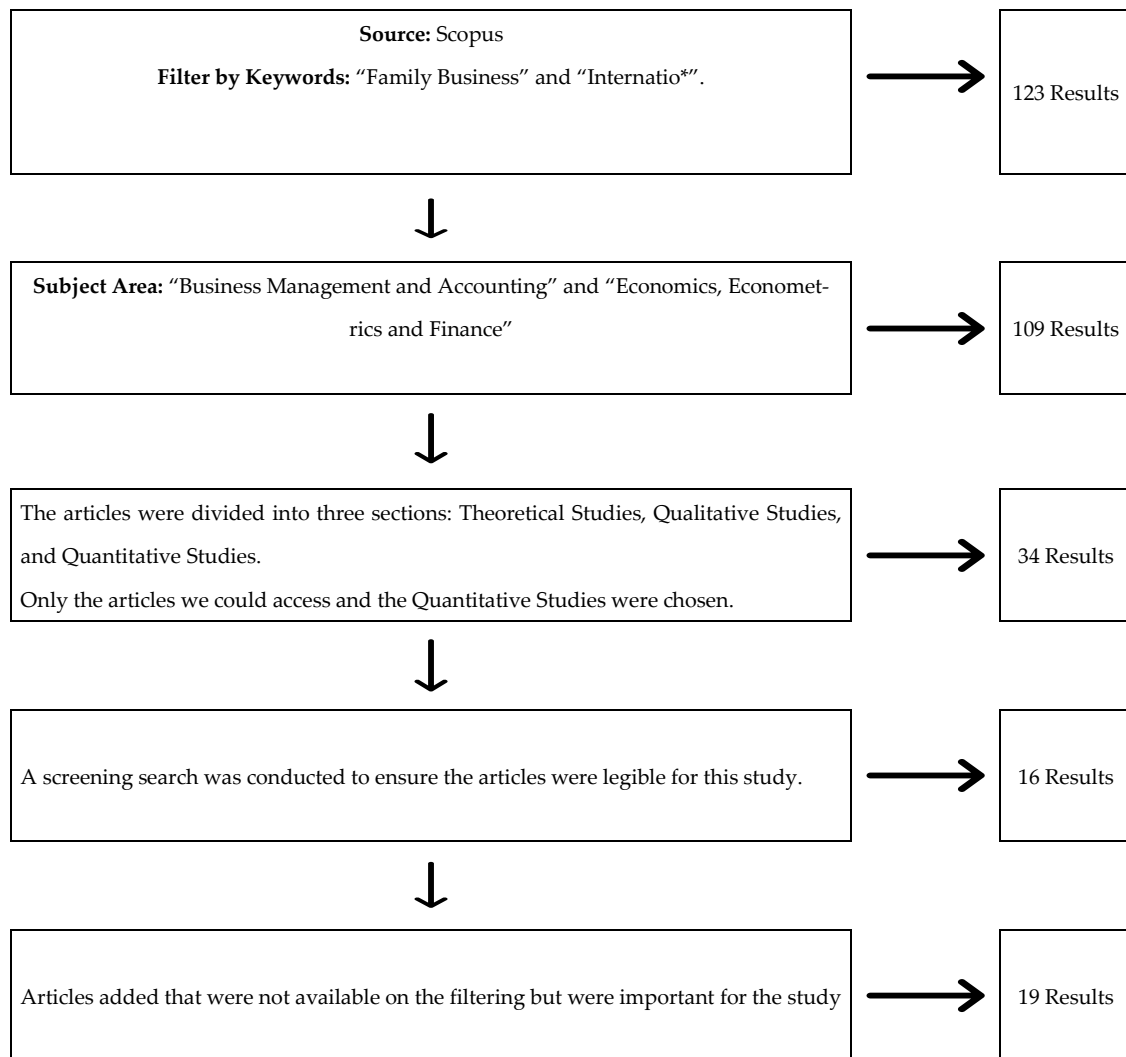 Source: Scopus
Filter by Keywords: “Family Business” and “Internatio*”.
123 Results
Subject Area: “Business Management and Accounting” and “Economics, Economet-
rics and Finance”
109 Results
The articles were divided into three sections: Theoretical Studies, Qualitative Studies,
and Quantitative Studies.
Only the articles we could access and the Quantitative Studies were chosen.
34 Results
A screening search was conducted to ensure the articles were legible for this study.
16 Results
Articles added that were not available on the filtering but were important for the study
19 Results